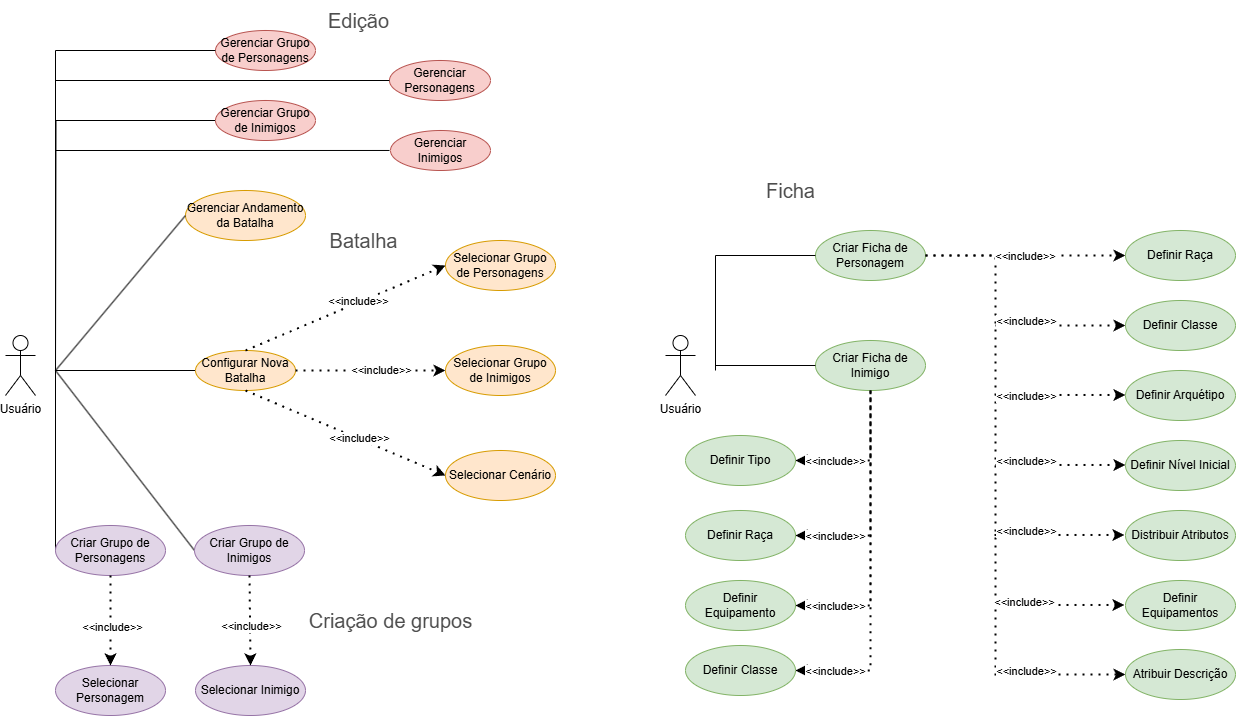 Edição
Gerenciar Grupo
de Personagens
Gerenciar
Personagens
Gerenciar Grupo
de Inimigos
Gerenciar
Inimigos
Gerenciar Andamento
da Batalha
Batalha
Selecionar Grupo
de Personagens
<<include>>
Configurar Nova
Batalha
<<include>>
Selecionar Grupo
de Inimigos
Usuário
<<include>>
Selecionar Cenário
Criar Grupo de
Personagens
Criar Grupo de
Inimigos
<<include>>
<<include>>
Criação de grupos
Selecionar
Personagem
Selecionar Inimigo
Ficha
Criar Ficha de
Personagem
<<include>>
Definir Raça
<<include>>
Definir Classe
Criar Ficha de
Inimigo
Usuário
<<include>>
Definir Arquétipo
Definir Tipo
<<include>>
<<include>>
Definir Nível Inicial
Definir Raça
<<include>>
<<include>>
Distribuir Atributos
Definir
Equipamento
<<include>>
<<include>>
Definir
Equipamentos
Definir Classe
<<include>>
<<include>>
Atribuir Descrição